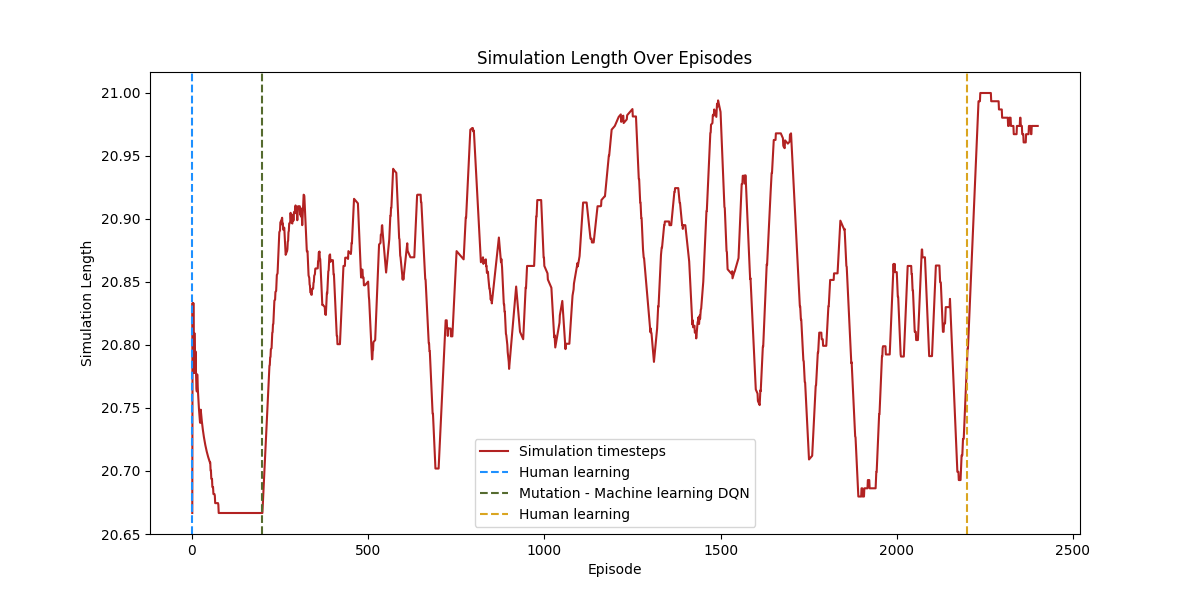 Simulation Length Over Episodes
Simulation Length
21.00
20.95
20.90
20.85
20.80
20.75
20.70
20.65
Simulation timesteps
Human learning
Mutation - Machine learning DQN
Human learning
0 500 1000 1500 2000 2500
Episode